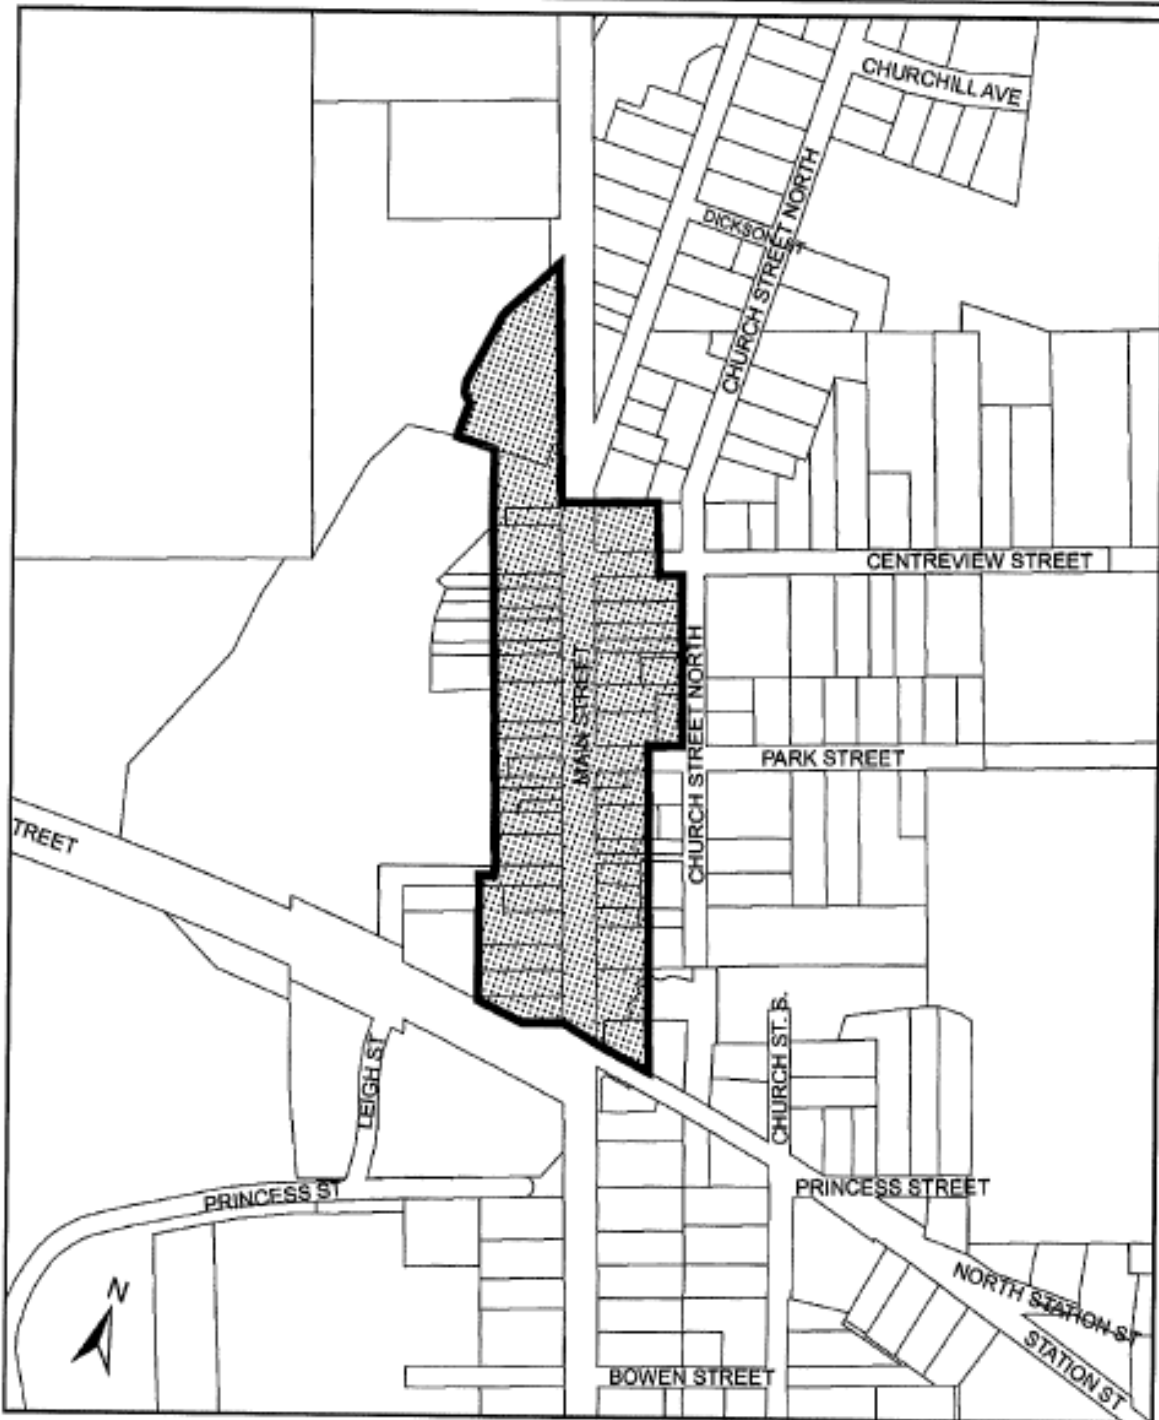 CHURCHILL AVE
CHURCH STREET NORTH
DICKSON ST
CENTREVIEW STREET
MAIN STREET
CHURCH STREET NORTH
PARK STREET
TREET
CHURCH ST. S.
LEIGH ST
PRINCESS ST
PRINCESS STREET
N
NORTH STATION ST
STATION ST
BOWEN STREET